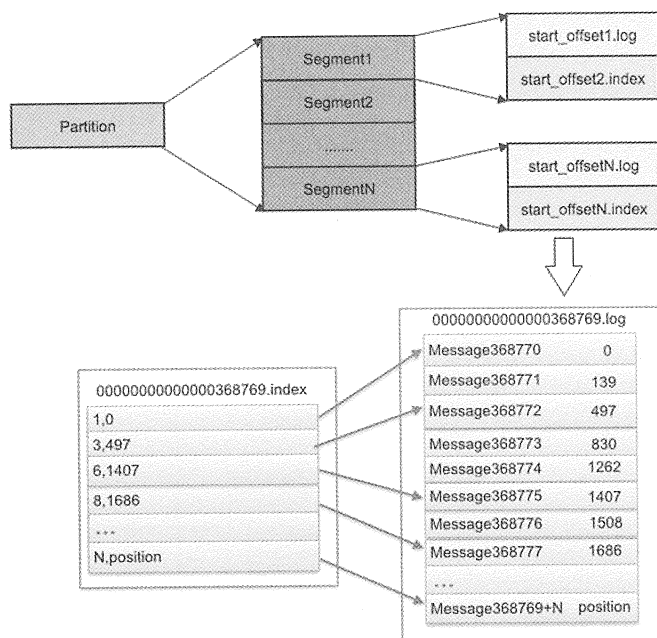 Partition
Segment1
Segment2
.......
SegmentN
start_offset1.log
start_offset2.index
start_offsetN.log
start_offsetN.index
00000000000000368769.index
1,0
3,497
6,1407
8,1686
...
N,position
00000000000000368769.log
Message368770 0
Message368771 139
Message368772 497
Message368773 830
Message368774 1262
Message368775 1407
Message368776 1508
Message368777 1686
...
Message368769+N position